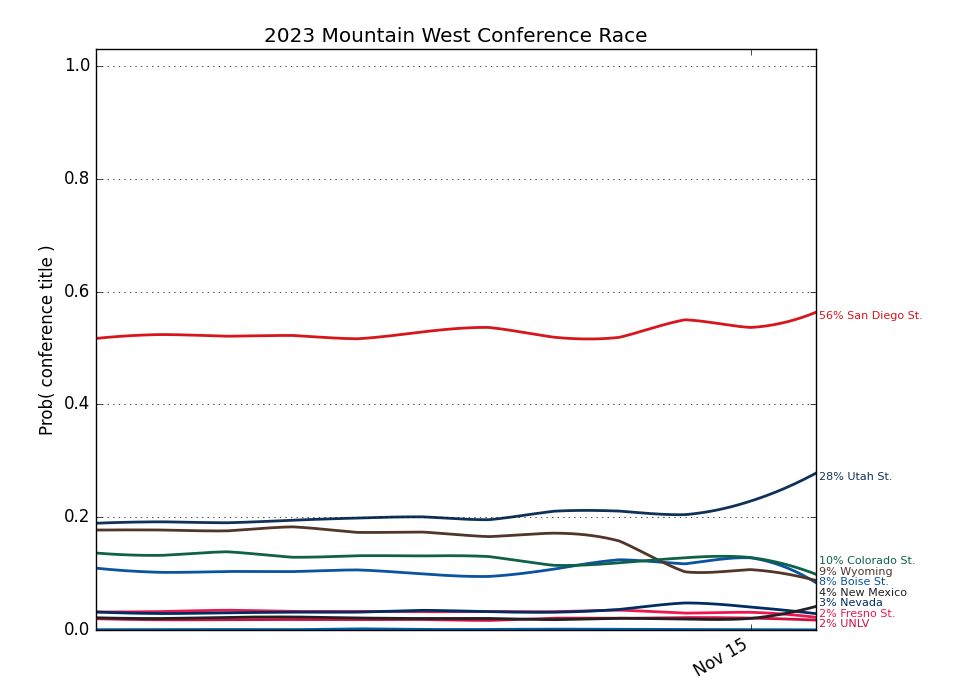 2023 Mountain West Conference Race
Prob( conference title )
1.0
0.8
0.6
0.4
0.2
0.0
56% San Diego St.
28% Utah St.
10% Colorado St.
9% Wyoming
8% Boise St.
4% New Mexico
3% Nevada
2% Fresno St.
2% UNLV
Nov 15